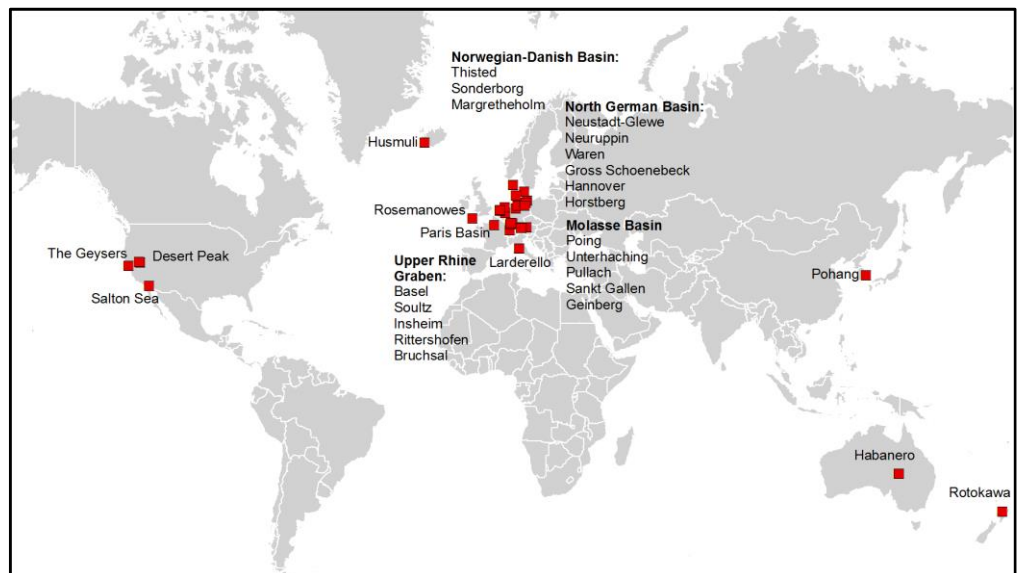 Norwegian-Danish Basin:
Thisted
Sonderborg
Margretheholm
North German Basin:
Neustadt-Glewe
Neuruppin
Waren
Gross Schoenebeck
Hannover
Horstberg
Husmuli
Rosemanowes
Paris Basin
Larderello
Molasse Basin
Poing
Unterhaching
Pullach
Sankt Gallen
Geinberg
Upper Rhine
Graben:
Basel
Soultz
Insheim
Rittershofen
Bruchsal
The Geysers
Desert Peak
Salton Sea
Pohang
Habanero
Rotokawa